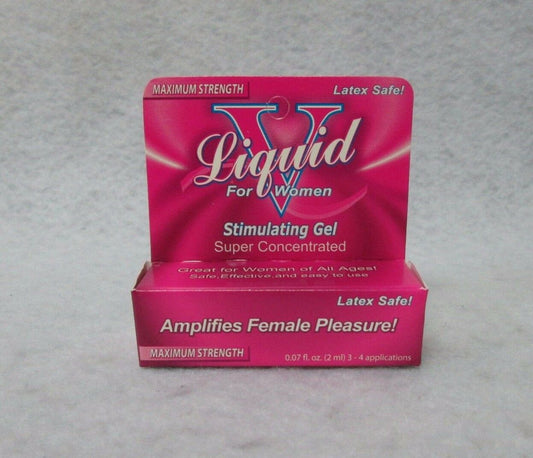 MAXIMUM STRENGTH
Latex Safe!
V
Liquid
For Women
Stimulating Gel
Super Concentrated
Great for Women of All Ages!
Safe,Effective,and easy to use
Latex Safe!
Amplifies Female Pleasure!
MAXIMUM STRENGTH
0.07 fl. oz. (2 ml) 3 - 4 applications